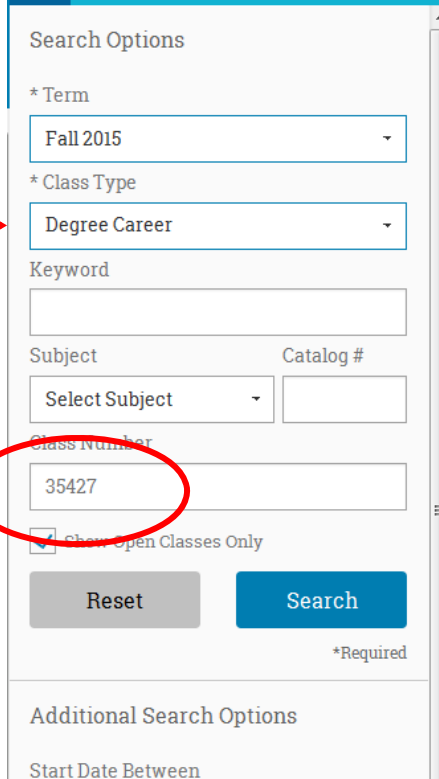 Search Options
* Term
Fall 2015
* Class Type
Degree Career
Keyword
Subject Catalog #
Select Subject
Class Number
35427
Show Open Classes Only
Reset Search
*Required
Additional Search Options
Start Date Between